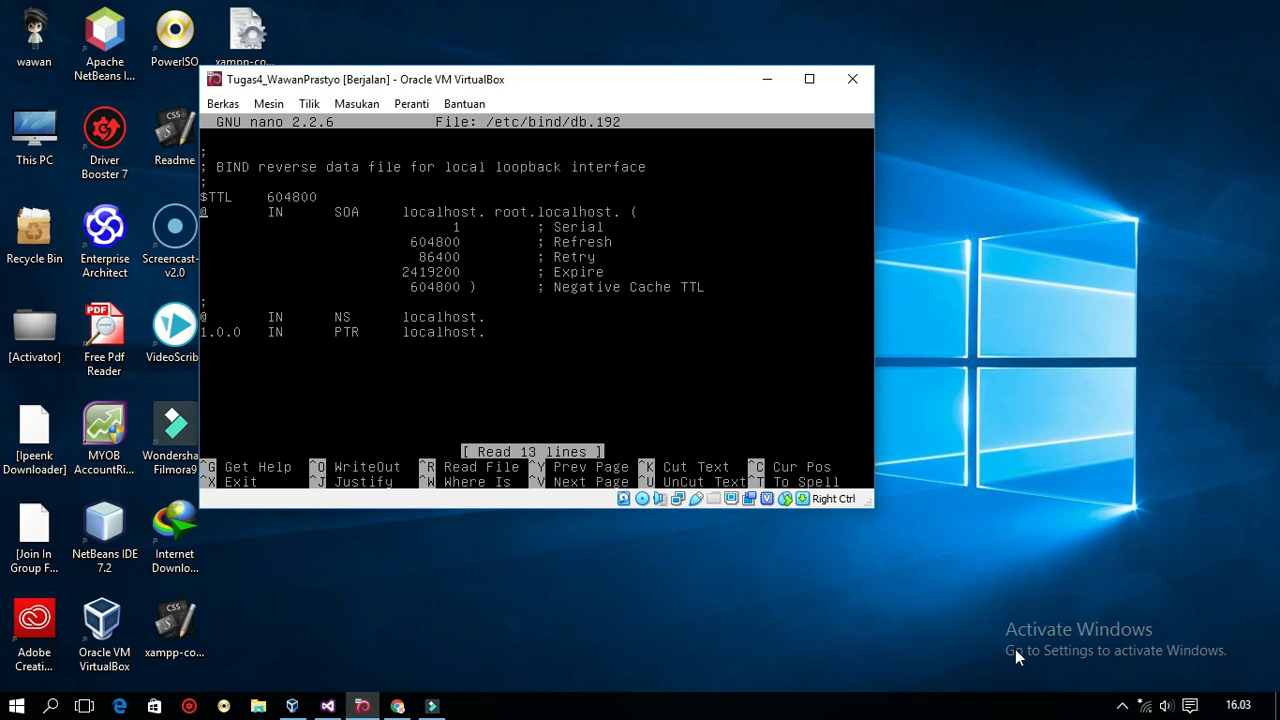 wawan
Apache
NetBeans I...
PowerISO
xampp-co...
This PC
Driver
Booster 7
Readme
Recycle Bin
Enterprise
Architect
Screencast-
v2.0
[Activator]
PDF
Free Pdf
Reader
VideoScrib
[Ipeenk
Downloader]
MYOB
AccountRi...
Wondersha
Filmora9
[Join In
Group F...
NetBeans IDE
7.2
Internet
Downlo...
Adobe
Creati...
Oracle VM
VirtualBox
CSS
xampp-co...
Tugas4_WawanPrastyo [Berjalan] - Oracle VM VirtualBox
Berkas Mesin Tilik Masukan Peranti Bantuan
GNU nano 2.2.6 File: /etc/bind/db.192
;
; BIND reverse data file for local loopback interface
;
$TTL 604800
@ IN SOA localhost. root.localhost. (
1 ; Serial
604800 ; Refresh
86400 ; Retry
2419200 ; Expire
604800 ) ; Negative Cache TTL
;
@ IN NS localhost.
1.0.0 IN PTR localhost.
[ Read 13 lines ]
^G Get Help ^O WriteOut ^R Read File ^Y Prev Page ^K Cut Text ^C Cur Pos
^X Exit ^J Justify ^W Where Is ^V Next Page ^U UnCut Text ^T To Spell
Right Ctrl
Activate Windows
Go to Settings to activate Windows.
16.03